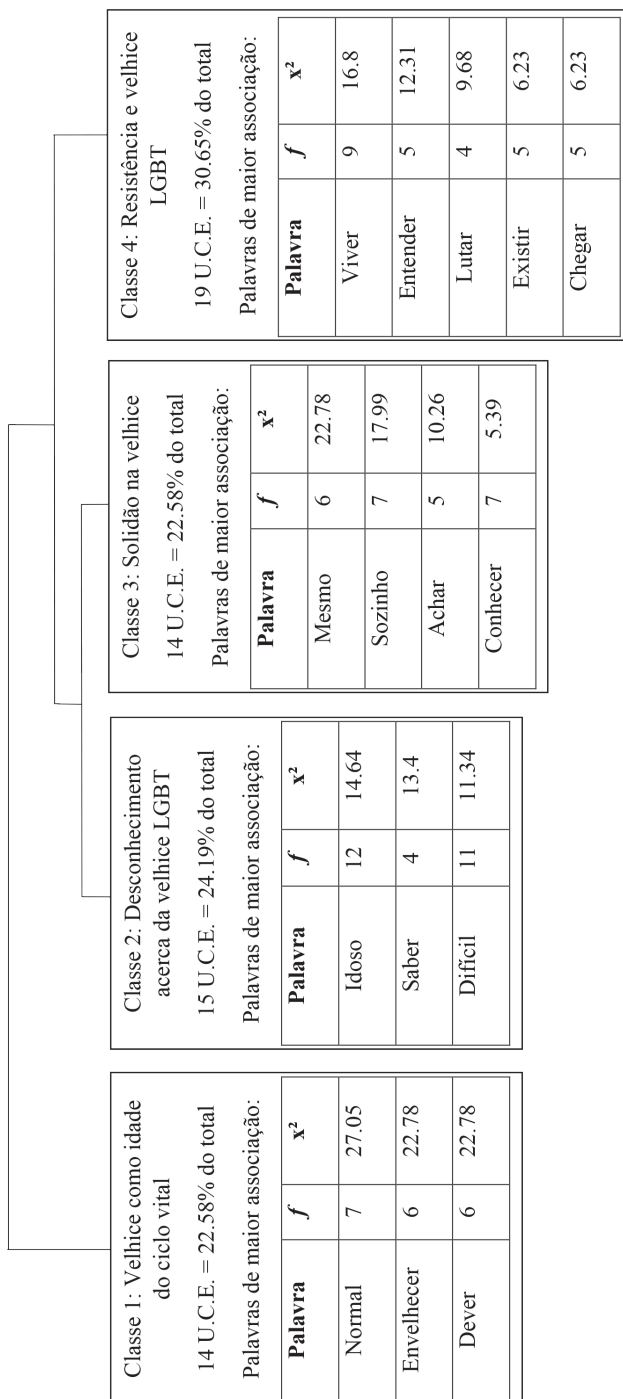 Classe 1: Velhice como idade
do ciclo vital
14 U.C.E. = 22.58% do total
Palavras de maior associação:
Palavra f x²
Normal 7 27.05
Envelhecer 6 22.78
Dever 6 22.78
Classe 2: Desconhecimento
acerca da velhice LGBT
15 U.C.E. = 24.19% do total
Palavras de maior associação:
Palavra f x²
Idoso 12 14.64
Saber 4 13.4
Difícil 11 11.34
Classe 3: Solidão na velhice
14 U.C.E. = 22.58% do total
Palavras de maior associação:
Palavra f x²
Mesmo 6 22.78
Sozinho 7 17.99
Achar 5 10.26
Conhecer 7 5.39
Classe 4: Resistência e velhice
LGBT
19 U.C.E. = 30.65% do total
Palavras de maior associação:
Palavra f x²
Viver 9 16.8
Entender 5 12.31
Lutar 4 9.68
Existir 5 6.23
Chegar 5 6.23